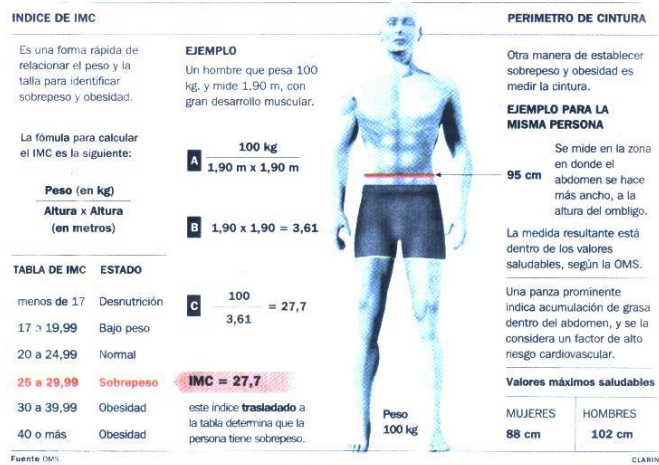 INDICE DE IMC
Es una forma rápida de
relacionar el peso y la
talla para identificar
sobrepeso y obesidad.
La fómula para calcular
el IMC es la siguiente:
Peso (en kg)
Altura x Altura
(en metros)
TABLA DE IMC ESTADO
menos de 17 Desnutrición
17 a 19,99 Bajo peso
20 a 24,99 Normal
25 a 29,99 Sobrepeso
30 a 39,99 Obesidad
40 o más Obesidad
Fuente OMS
EJEMPLO
Un hombre que pesa 100
kg. y mide 1,90 m, con
gran desarrollo muscular.
A 100 kg
1,90 m x 1,90 m
B 1,90 x 1,90 = 3,61
C 100
3,61 = 27,7
IMC = 27,7
este índice trasladado a
la tabla determina que la
persona tiene sobrepeso.
Peso
100 kg
PERIMETRO DE CINTURA
Otra manera de establecer
sobrepeso y obesidad es
medir la cintura.
EJEMPLO PARA LA
MISMA PERSONA
95 cm
Se mide en la zona
en donde el
abdomen se hace
más ancho, a la
altura del ombligo.
La medida resultante está
dentro de los valores
saludables, según la OMS.
Una panza prominente
indica acumulación de grasa
dentro del abdomen, y se la
considera un factor de alto
riesgo cardiovascular.
Valores máximos saludables
MUJERES HOMBRES
88 cm 102 cm
CLARIN